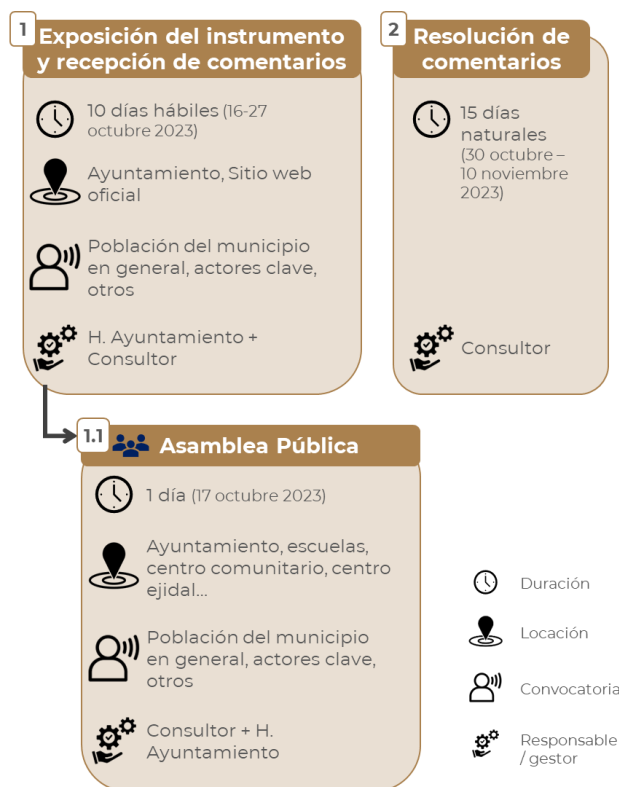 1
Exposición del instrumento
y recepción de comentarios
10 días hábiles (16-27
octubre 2023)
Ayuntamiento, Sitio web
oficial
Población del municipio
en general, actores clave,
otros
H. Ayuntamiento +
Consultor
2
Resolución de
comentarios
15 días
naturales
(30 octubre –
10 noviembre
2023)
Consultor
1.1
Asamblea Pública
1 día (17 octubre 2023)
Ayuntamiento, escuelas,
centro comunitario, centro
ejidal...
Población del municipio
en general, actores clave,
otros
Consultor + H.
Ayuntamiento
Duración
Locación
Convocatoria
Responsable
/ gestor